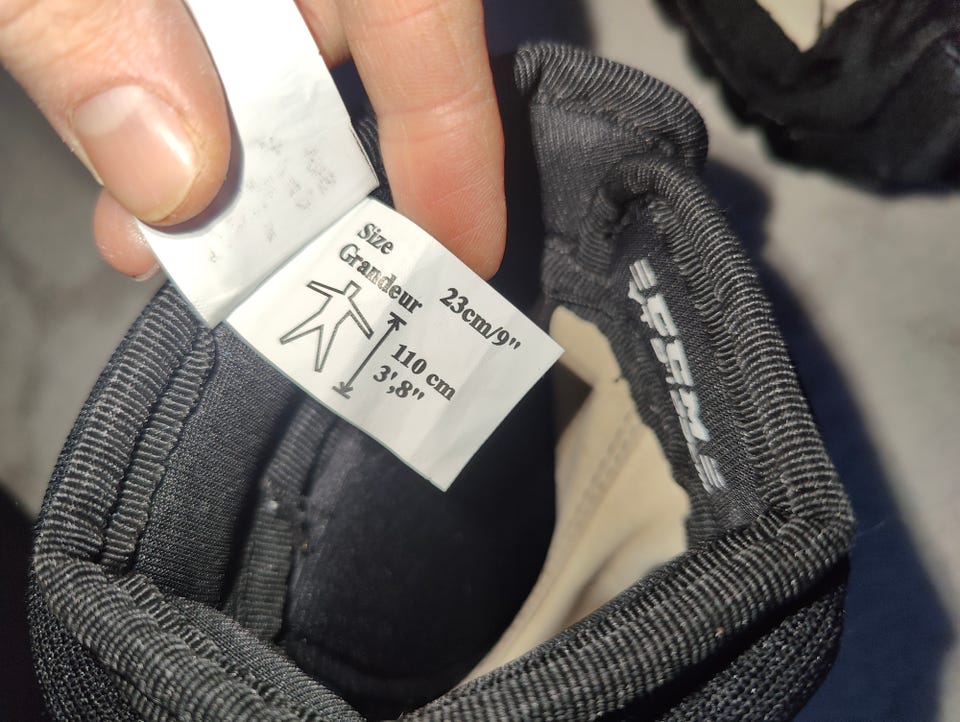 Size
Grandeur
23cm/9"
110 cm
3',8"